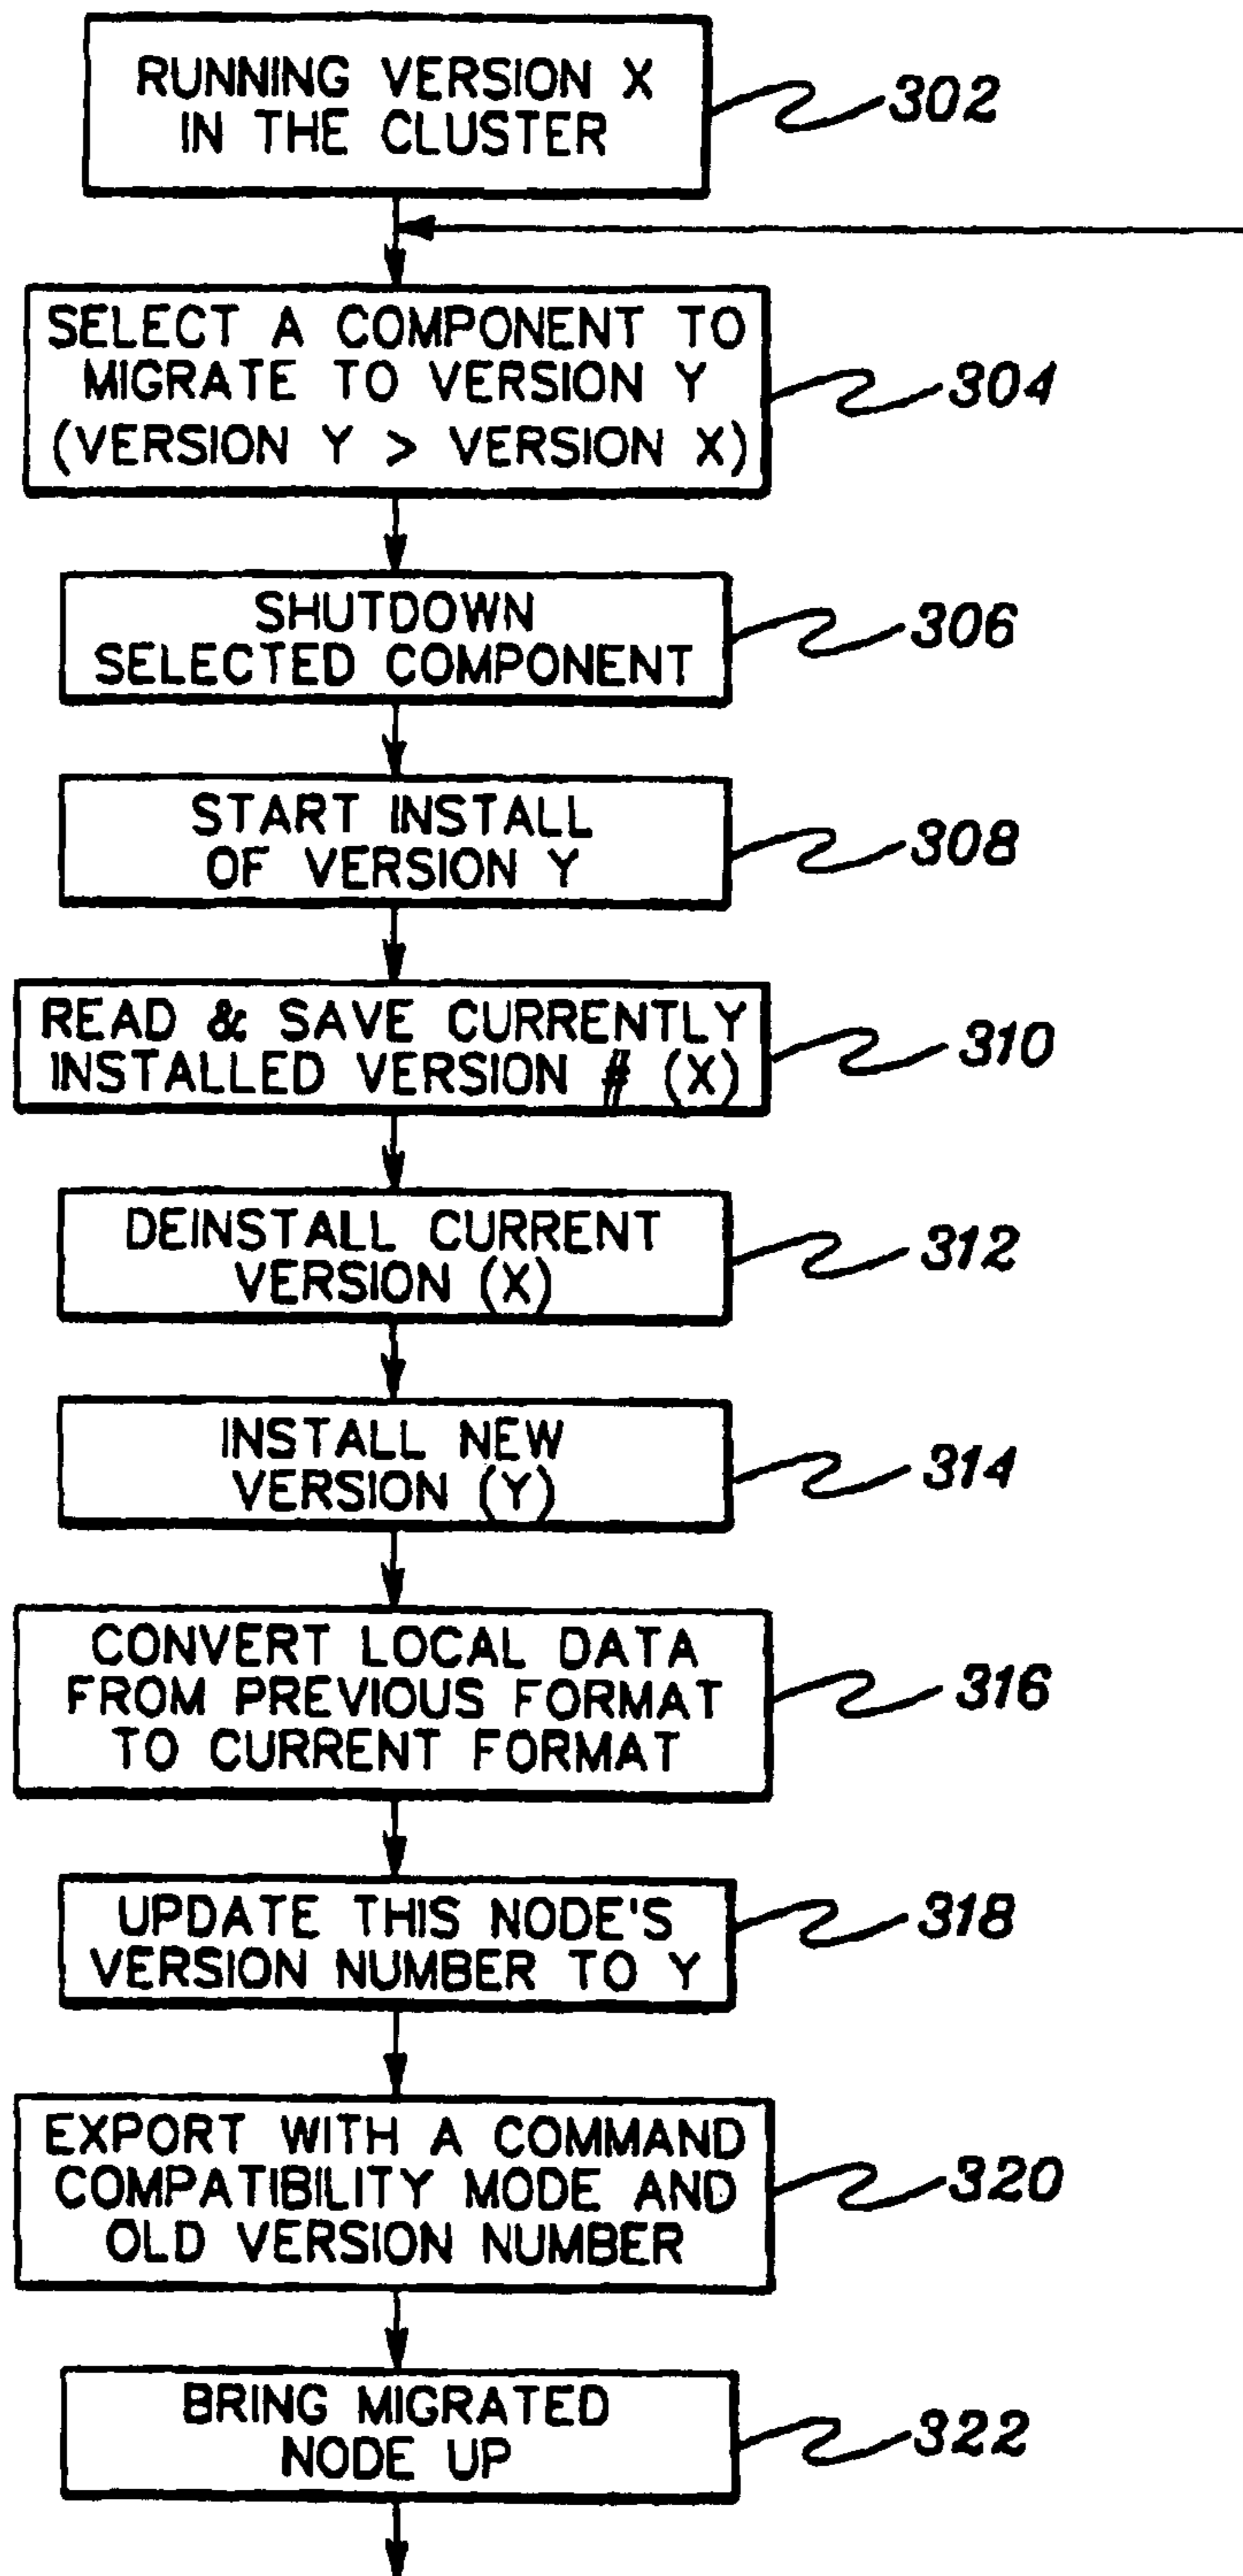 RUNNING VERSION X
IN THE CLUSTER
302
SELECT A COMPONENT TO
MIGRATE TO VERSION Y
(VERSION Y > VERSION X)
304
SHUTDOWN
SELECTED COMPONENT
306
START INSTALL
OF VERSION Y
308
READ & SAVE CURRENTLY
INSTALLED VERSION # (X)
310
DEINSTALL CURRENT
VERSION (X)
312
INSTALL NEW
VERSION (Y)
314
CONVERT LOCAL DATA
FROM PREVIOUS FORMAT
TO CURRENT FORMAT
316
UPDATE THIS NODE'S
VERSION NUMBER TO Y
318
EXPORT WITH A COMMAND
COMPATIBILITY MODE AND
OLD VERSION NUMBER
320
BRING MIGRATED
NODE UP
322